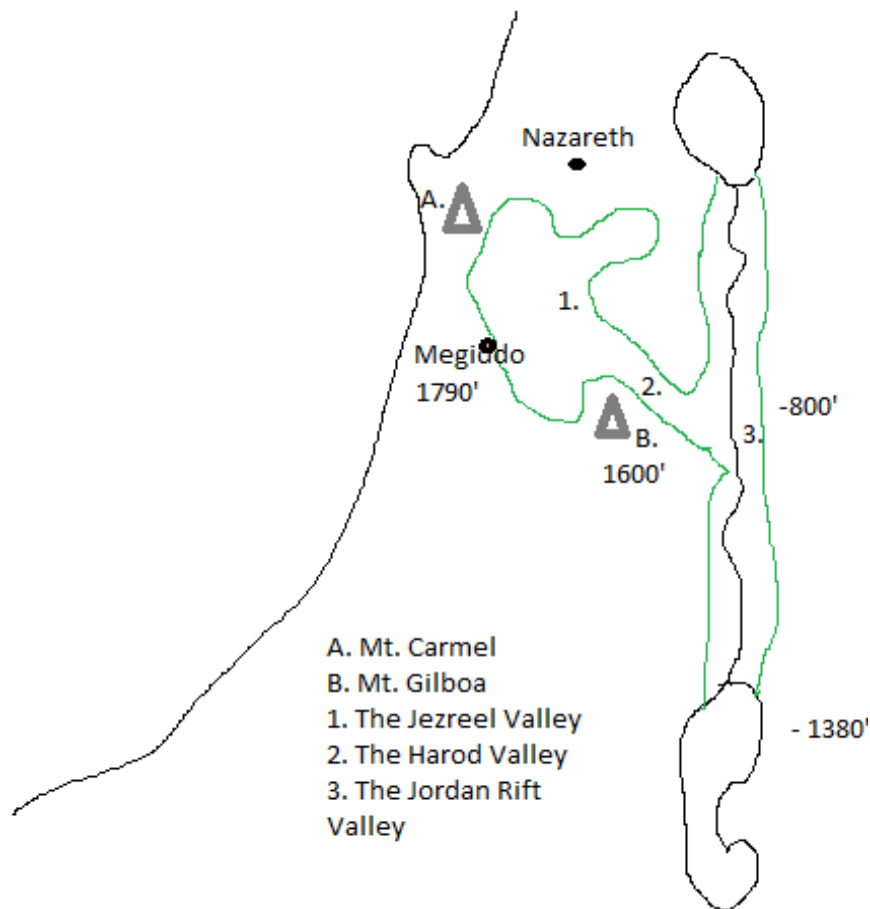 Nazareth
A.
1.
Megiddo
1790'
2.
-800'
3.
B.
1600'
A. Mt. Carmel
B. Mt. Gilboa
1. The Jezreel Valley
2. The Harod Valley
3. The Jordan Rift
Valley
- 1380'